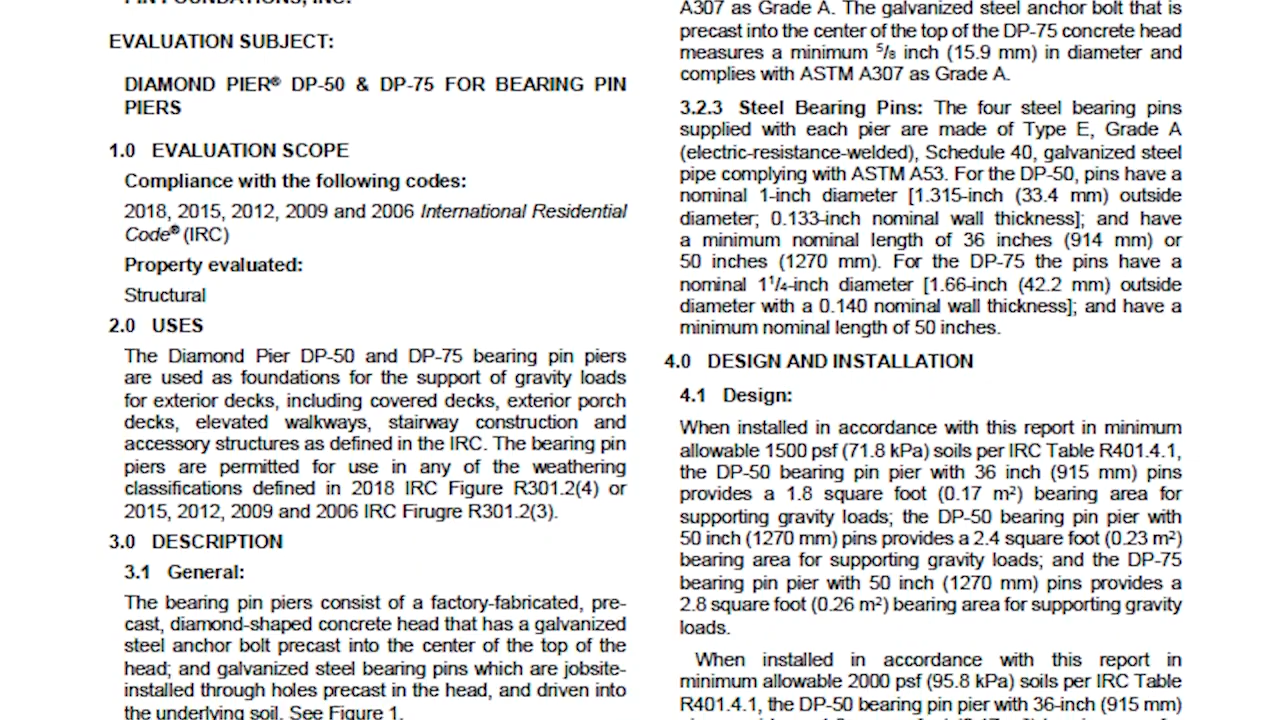 PIN FOUNDATIONS, INC.
EVALUATION SUBJECT:
DIAMOND PIER® DP-50 & DP-75 FOR BEARING PIN
PIERS
1.0 EVALUATION SCOPE
Compliance with the following codes:
2018, 2015, 2012, 2009 and 2006 International Residential
Code® (IRC)
Property evaluated:
Structural
2.0 USES
The Diamond Pier DP-50 and DP-75 bearing pin piers
are used as foundations for the support of gravity loads
for exterior decks, including covered decks, exterior porch
decks, elevated walkways, stairway construction and
accessory structures as defined in the IRC. The bearing pin
piers are permitted for use in any of the weathering
classifications defined in 2018 IRC Figure R301.2(4) or
2015, 2012, 2009 and 2006 IRC Firugre R301.2(3).
3.0 DESCRIPTION
3.1 General:
The bearing pin piers consist of a factory-fabricated, pre-
cast, diamond-shaped concrete head that has a galvanized
steel anchor bolt precast into the center of the top of the
head; and galvanized steel bearing pins which are jobsite-
installed through holes precast in the head, and driven into
the underlying soil. See Figure 1.
A307 as Grade A. The galvanized steel anchor bolt that is
precast into the center of the top of the DP-75 concrete head
measures a minimum 5/8 inch (15.9 mm) in diameter and
complies with ASTM A307 as Grade A.
3.2.3 Steel Bearing Pins: The four steel bearing pins
supplied with each pier are made of Type E, Grade A
(electric-resistance-welded), Schedule 40, galvanized steel
pipe complying with ASTM A53. For the DP-50, pins have a
nominal 1-inch diameter [1.315-inch (33.4 mm) outside
diameter; 0.133-inch nominal wall thickness]; and have
a minimum nominal length of 36 inches (914 mm) or
50 inches (1270 mm). For the DP-75 the pins have a
nominal 11/4-inch diameter [1.66-inch (42.2 mm) outside
diameter with a 0.140 nominal wall thickness]; and have a
minimum nominal length of 50 inches.
4.0 DESIGN AND INSTALLATION
4.1 Design:
When installed in accordance with this report in minimum
allowable 1500 psf (71.8 kPa) soils per IRC Table R401.4.1,
the DP-50 bearing pin pier with 36 inch (915 mm) pins
provides a 1.8 square foot (0.17 m²) bearing area for
supporting gravity loads; the DP-50 bearing pin pier with
50 inch (1270 mm) pins provides a 2.4 square foot (0.23 m²)
bearing area for supporting gravity loads; and the DP-75
bearing pin pier with 50 inch (1270 mm) pins provides a
2.8 square foot (0.26 m²) bearing area for supporting gravity
loads.
When installed in accordance with this report in
minimum allowable 2000 psf (95.8 kPa) soils per IRC Table
R401.4.1, the DP-50 bearing pin pier with 36-inch (915 mm)